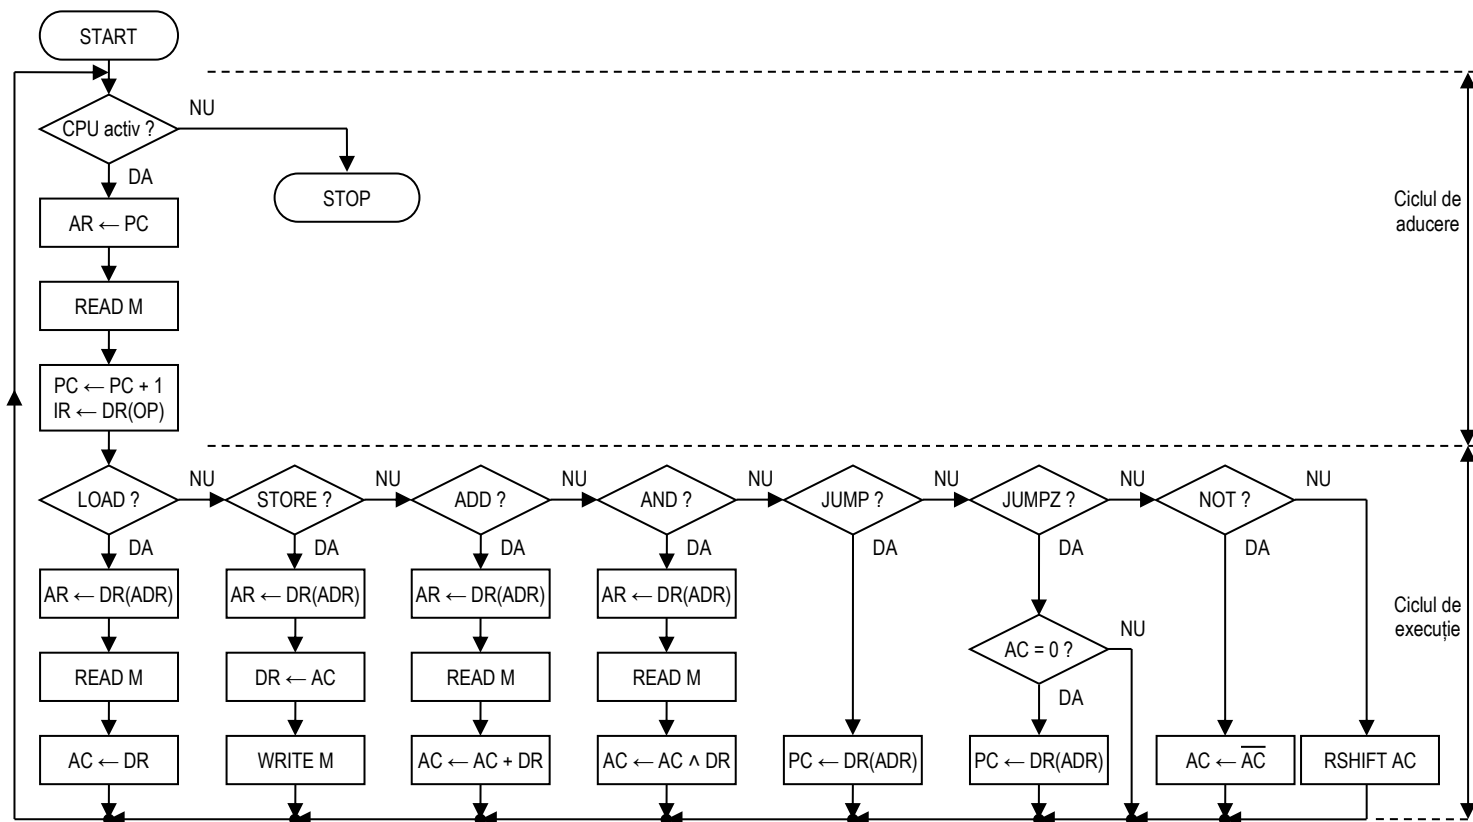 START
CPU activ ?
NU
DA
STOP
AR ← PC
READ M
PC ← PC + 1
IR ← DR(OP)
Ciclul de
aducere
LOAD ?
NU
STORE ?
NU
ADD ?
NU
AND ?
NU
JUMP ?
NU
JUMPZ ?
NU
NOT ?
NU
DA
DA
DA
DA
DA
DA
DA
AR ← DR(ADR)
AR ← DR(ADR)
AR ← DR(ADR)
AR ← DR(ADR)
Ciclul de
execuție
READ M
DR ← AC
READ M
READ M
AC = 0 ?
NU
DA
AC ← DR
WRITE M
AC ← AC + DR
AC ← AC ∧ DR
PC ← DR(ADR)
PC ← DR(ADR)
AC ← A̅C̅
RSHIFT AC